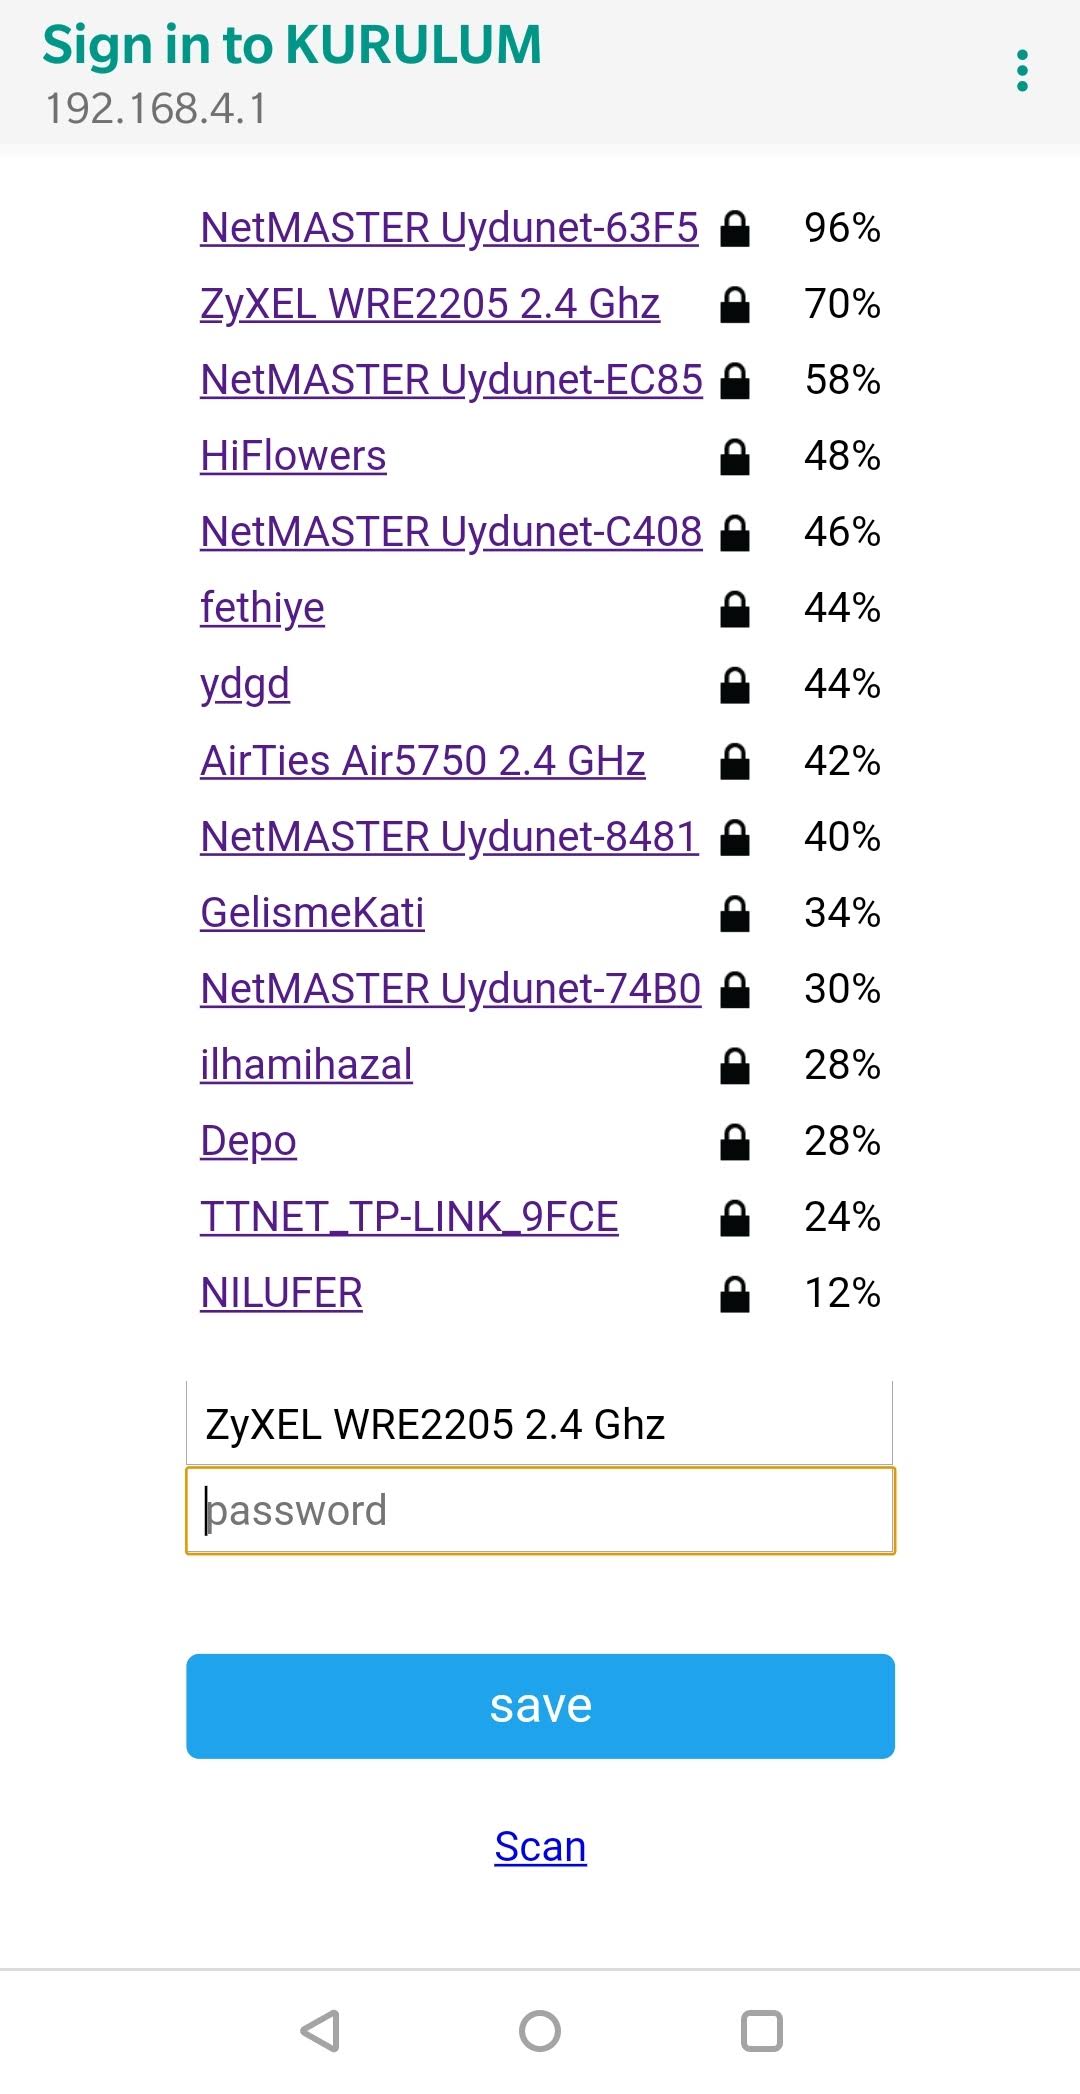 Sign in to KURULUM
192.168.4.1
NetMASTER Uydunet-63F5 96%
ZyXEL WRE2205 2.4 Ghz 70%
NetMASTER Uydunet-EC85 58%
HiFlowers 48%
NetMASTER Uydunet-C408 46%
fethiye 44%
ydgd 44%
AirTies Air5750 2.4 GHz 42%
NetMASTER Uydunet-8481 40%
GelismeKati 34%
NetMASTER Uydunet-74B0 30%
ilhamihazal 28%
Depo 28%
TTNET_TP-LINK_9FCE 24%
NILUFER 12%
ZyXEL WRE2205 2.4 Ghz
password
save
Scan